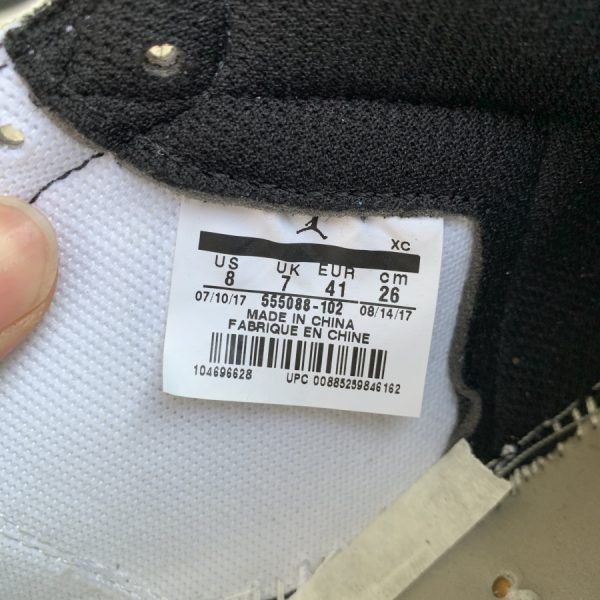 XC
US UK EUR cm
8 7 41 26
07/10/17 555088-102 08/14/17
MADE IN CHINA
FABRIQUE EN CHINE
104696628 UPC 00885259846162